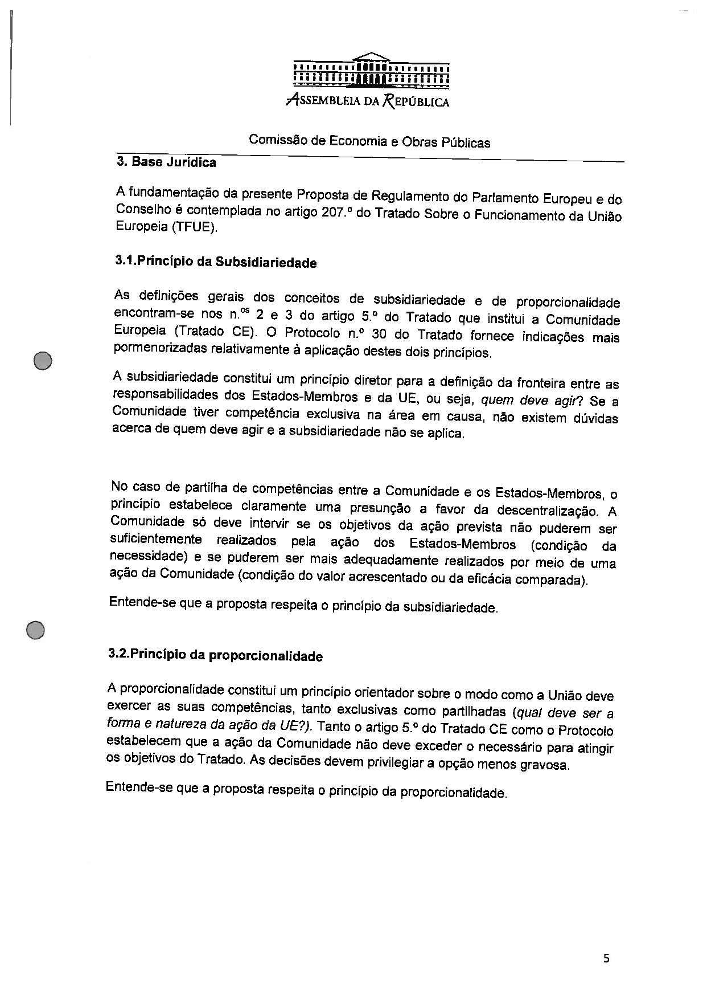 ASSEMBLEIA DA REPÚBLICA
Comissão de Economia e Obras Públicas
3. Base Jurídica
A fundamentação da presente Proposta de Regulamento do Parlamento Europeu e do
Conselho é contemplada no artigo 207.º do Tratado Sobre o Funcionamento da União
Europeia (TFUE).
3.1.Princípio da Subsidiariedade
As definições gerais dos conceitos de subsidiariedade e de proporcionalidade
encontram-se nos n.os 2 e 3 do artigo 5.º do Tratado que institui a Comunidade
Europeia (Tratado CE). O Protocolo n.º 30 do Tratado fornece indicações mais
pormenorizadas relativamente à aplicação destes dois princípios.
A subsidiariedade constitui um princípio diretor para a definição da fronteira entre as
responsabilidades dos Estados-Membros e da UE, ou seja, quem deve agir? Se a
Comunidade tiver competência exclusiva na área em causa, não existem dúvidas
acerca de quem deve agir e a subsidiariedade não se aplica.
No caso de partilha de competências entre a Comunidade e os Estados-Membros, o
princípio estabelece claramente uma presunção a favor da descentralização. A
Comunidade só deve intervir se os objetivos da ação prevista não puderem ser
suficientemente realizados pela ação dos Estados-Membros (condição da
necessidade) e se puderem ser mais adequadamente realizados por meio de uma
ação da Comunidade (condição do valor acrescentado ou da eficácia comparada).
Entende-se que a proposta respeita o princípio da subsidiariedade.
3.2.Princípio da proporcionalidade
A proporcionalidade constitui um princípio orientador sobre o modo como a União deve
exercer as suas competências, tanto exclusivas como partilhadas (qual deve ser a
forma e natureza da ação da UE?). Tanto o artigo 5.º do Tratado CE como o Protocolo
estabelecem que a ação da Comunidade não deve exceder o necessário para atingir
os objetivos do Tratado. As decisões devem privilegiar a opção menos gravosa.
Entende-se que a proposta respeita o princípio da proporcionalidade.
5